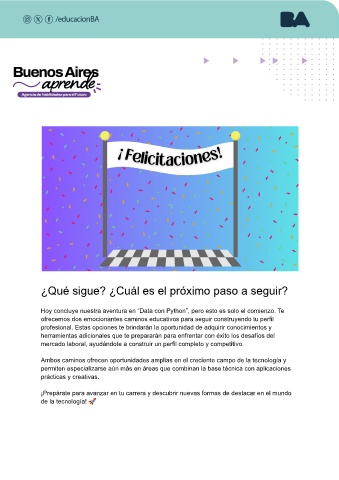 /educacionBA
BA
Buenos Aires
aprende
Agencia de Habilidades para el Futuro
¡Felicitaciones!
¿Qué sigue? ¿Cuál es el próximo paso a seguir?
Hoy concluye nuestra aventura en “Data con Python”, pero esto es solo el comienzo. Te
ofrecemos dos emocionantes caminos educativos para seguir construyendo tu perfil
profesional. Estas opciones te brindarán la oportunidad de adquirir conocimientos y
herramientas adicionales que te prepararán para enfrentar con éxito los desafíos del
mercado laboral, ayudándote a construir un perfil completo y competitivo.
Ambos caminos ofrecen oportunidades amplias en el creciente campo de la tecnología y
permiten especializarse aún más en áreas que combinan la base técnica con aplicaciones
prácticas y creativas.
¡Prepárate para avanzar en tu carrera y descubrir nuevas formas de destacar en el mundo
de la tecnología! 🚀